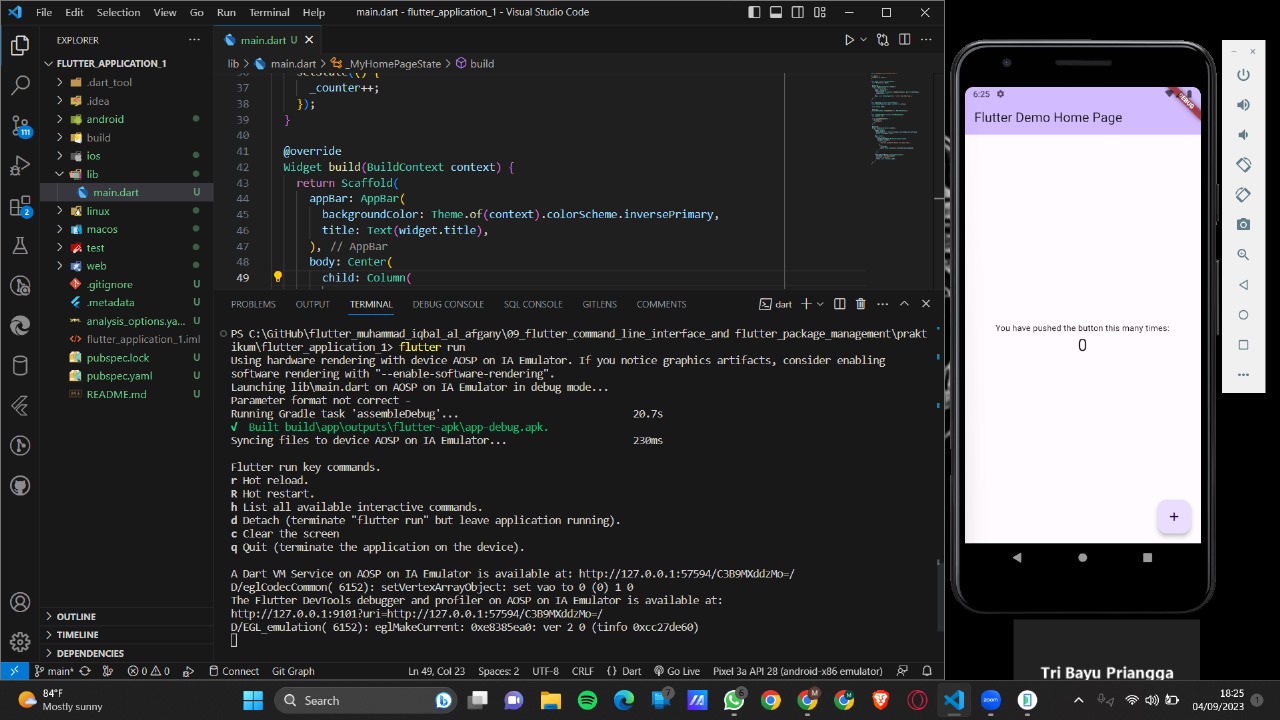 File Edit Selection View Go Run Terminal Help main.dart - flutter_application_1 - Visual Studio Code
EXPLORER
FLUTTER_APPLICATION_1
.dart_tool
.idea
android
build
ios
lib
main.dart U
linux
macos
test
web
.gitignore U
.metadata U
analysis_options.ya... U
flutter_application_1.iml
pubspec.lock U
pubspec.yaml U
README.md U
OUTLINE
TIMELINE
DEPENDENCIES
111
2
main.dart U
lib > main.dart > _MyHomePageState > build
36 setState(() {
37 _counter++;
38 });
39 }
40
41 @override
42 Widget build(BuildContext context) {
43 return Scaffold(
44 appBar: AppBar(
45 backgroundColor: Theme.of(context).colorScheme.inversePrimary,
46 title: Text(widget.title),
47 ), // AppBar
48 body: Center(
49 child: Column(
PROBLEMS OUTPUT TERMINAL DEBUG CONSOLE SQL CONSOLE GITLENS COMMENTS dart
PS C:\GitHub\flutter_muhammad_iqbal_al_afgany\09_flutter_command_line_interface_and flutter_package_management\prakt
ikum\flutter_application_1> flutter run
Using hardware rendering with device AOSP on IA Emulator. If you notice graphics artifacts, consider enabling
software rendering with "--enable-software-rendering".
Launching lib\main.dart on AOSP on IA Emulator in debug mode...
Parameter format not correct -
Running Gradle task 'assembleDebug'... 20.7s
√ Built build\app\outputs\flutter-apk\app-debug.apk.
Syncing files to device AOSP on IA Emulator... 230ms
Flutter run key commands.
r Hot reload.
R Hot restart.
h List all available interactive commands.
d Detach (terminate "flutter run" but leave application running).
c Clear the screen
q Quit (terminate the application on the device).
A Dart VM Service on AOSP on IA Emulator is available at: http://127.0.0.1:57594/C3B9MXddzMo=/
D/eglCodecCommon( 6152): setVertexArrayObject: set vao to 0 (0) 1 0
The Flutter DevTools debugger and profiler on AOSP on IA Emulator is available at:
http://127.0.0.1:9101?uri=http://127.0.0.1:57594/C3B9MXddzMo=/
D/EGL_emulation( 6152): eglMakeCurrent: 0xe8385ea0: ver 2 0 (tinfo 0xcc27de60)
main* 0 0 Connect Git Graph Ln 49, Col 23 Spaces: 2 UTF-8 CRLF {} Dart Go Live Pixel 3a API 28 (android-x86 emulator)
6:25
DEBUG
Flutter Demo Home Page
You have pushed the button this many times:
0
+
Tri Bayu Priangga
84°F
Mostly sunny
Search
7
6
M
M
18:25
04/09/2023
1